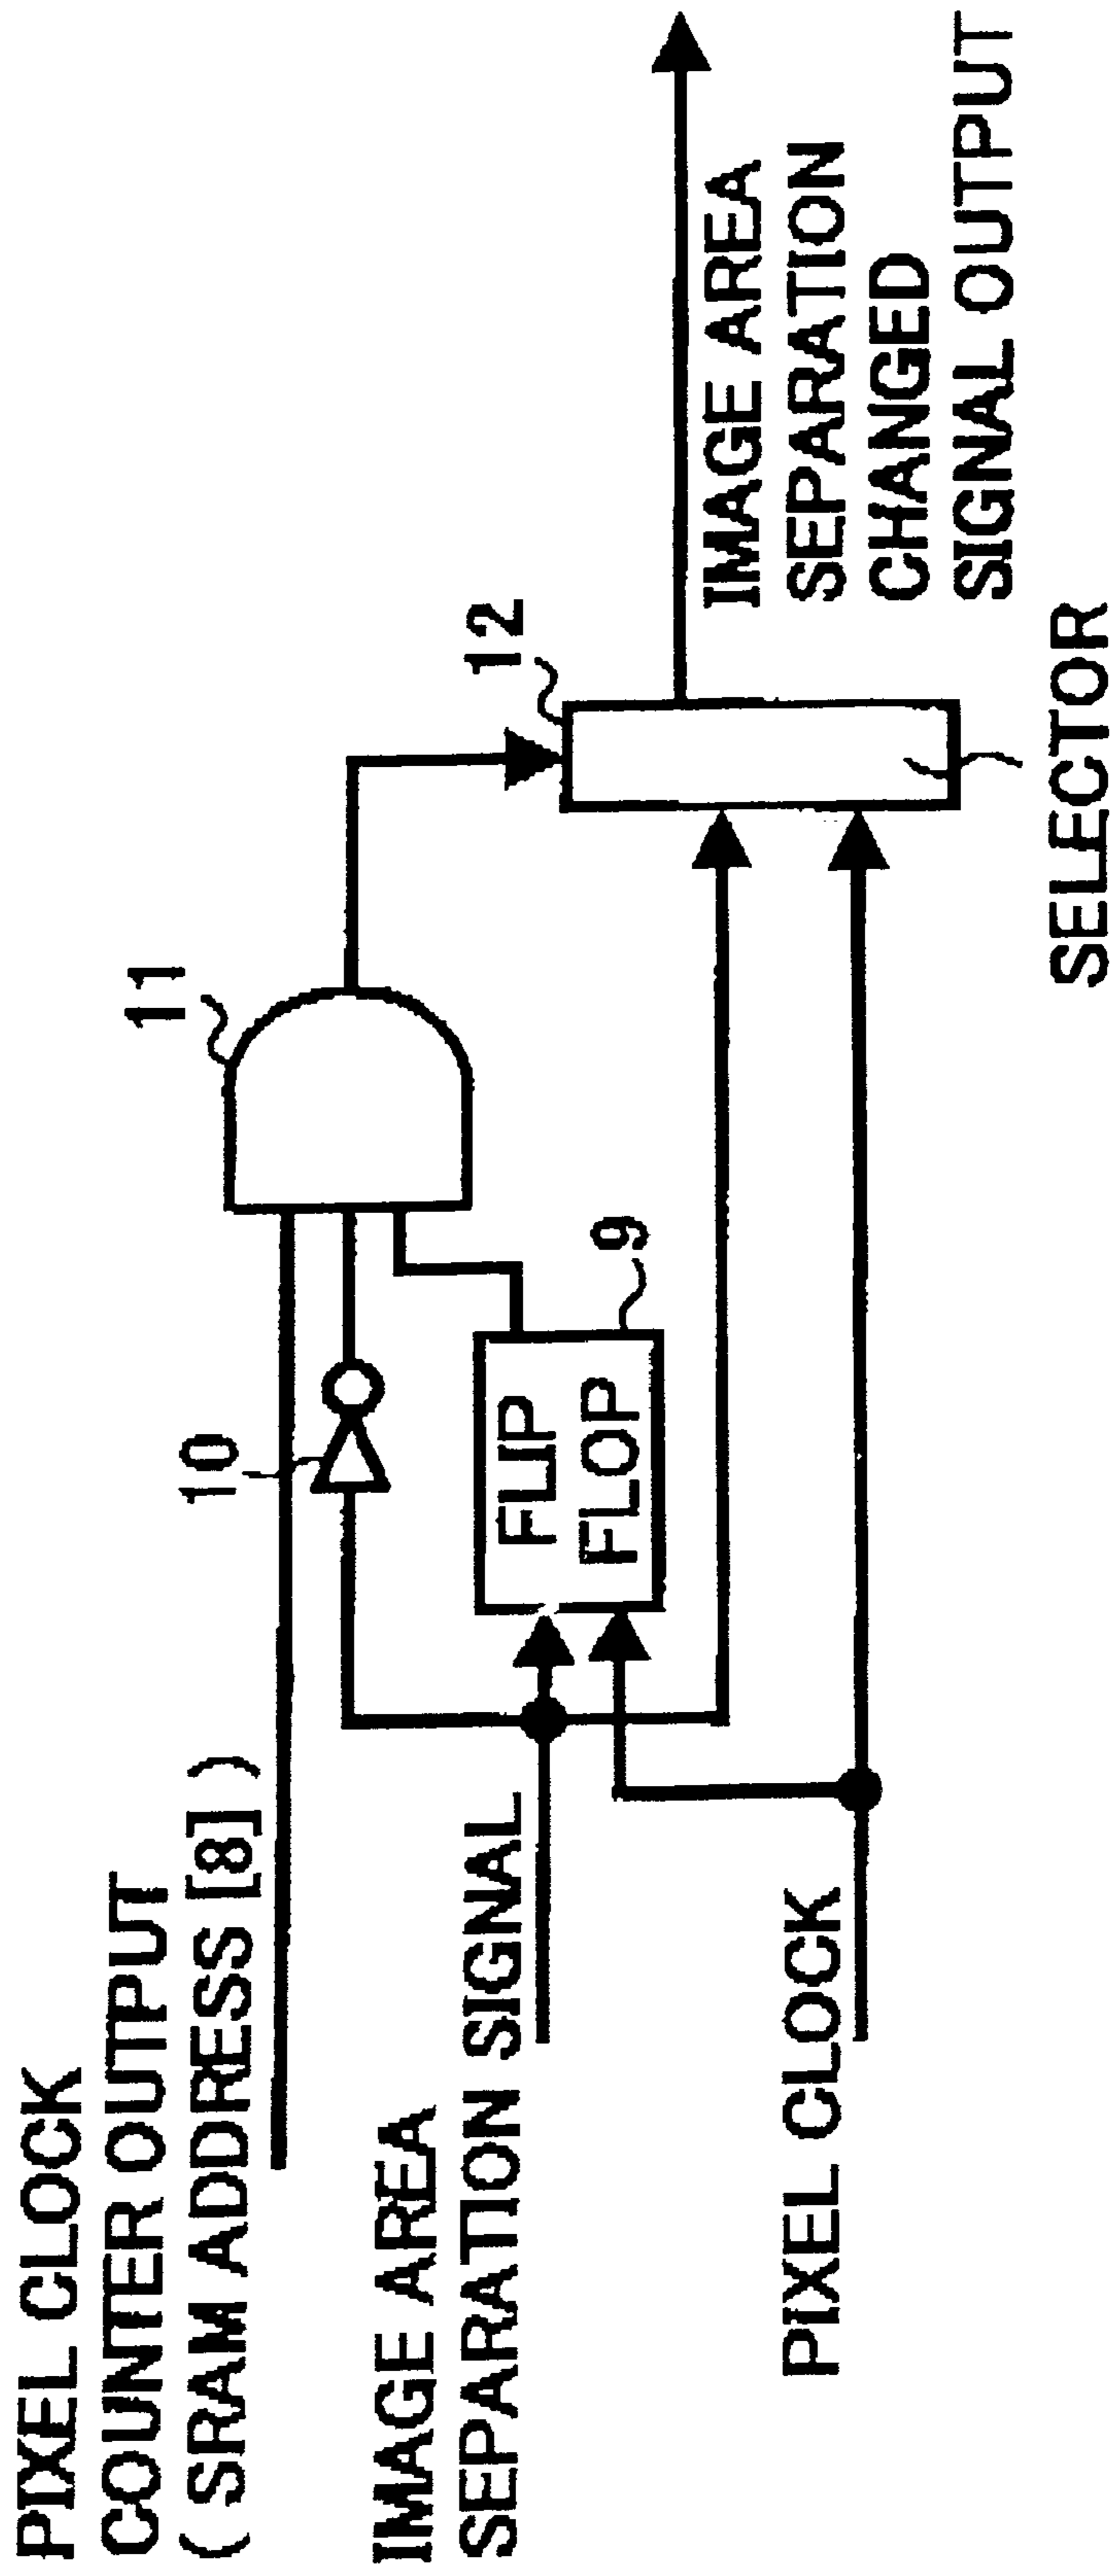 PIXEL CLOCK
COUNTER OUTPUT
( SRAM ADDRESS [8] )
IMAGE AREA
SEPARATION SIGNAL
PIXEL CLOCK
10
FLIP
FLOP
9
11
12
SELECTOR
IMAGE AREA
SEPARATION
CHANGED
SIGNAL OUTPUT